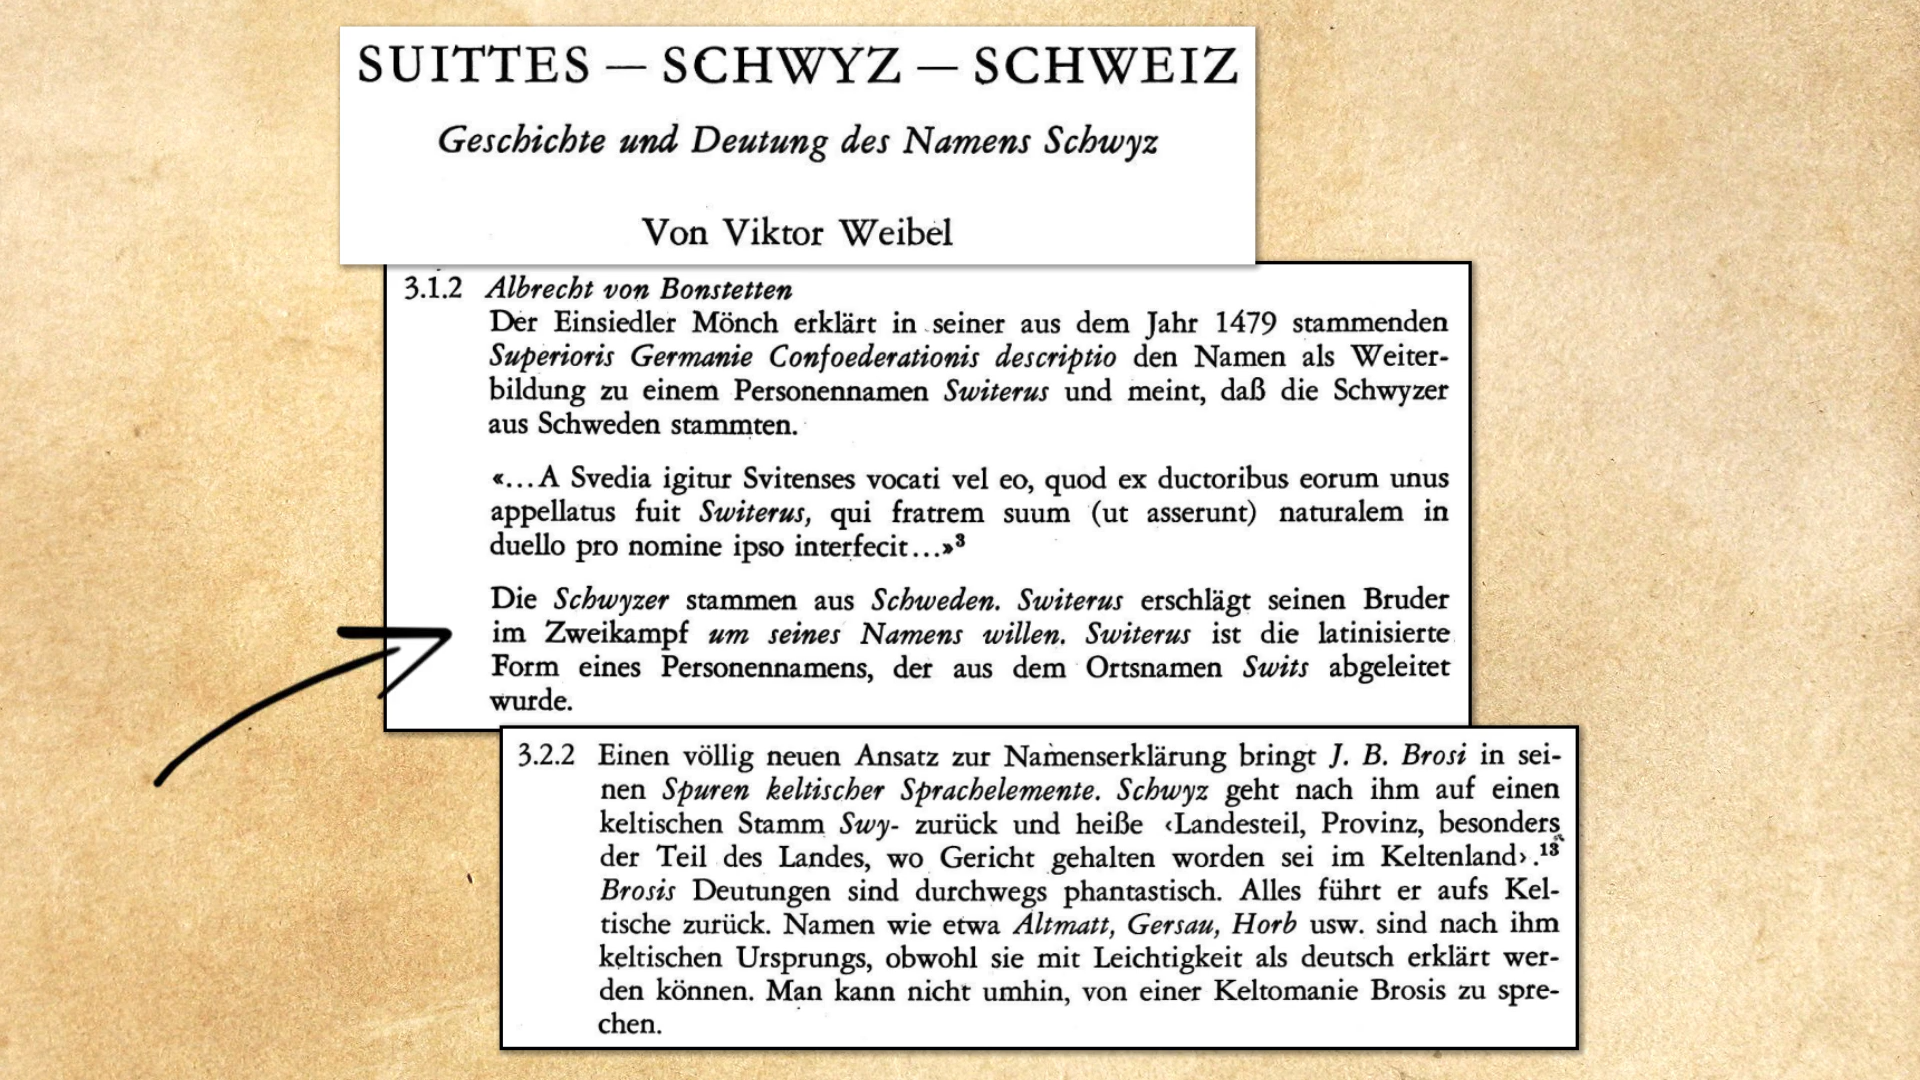 SUITTES — SCHWYZ — SCHWEIZ
Geschichte und Deutung des Namens Schwyz
Von Viktor Weibel
3.1.2 Albrecht von Bonstetten
Der Einsiedler Mönch erklärt in seiner aus dem Jahr 1479 stammenden
Superioris Germanie Confoederationis descriptio den Namen als Weiter-
bildung zu einem Personennamen Switerus und meint, daß die Schwyzer
aus Schweden stammten.
«...A Svedia igitur Svitenses vocati vel eo, quod ex ductoribus eorum unus
appellatus fuit Switerus, qui fratrem suum (ut asserunt) naturalem in
duello pro nomine ipso interfecit...»³
Die Schwyzer stammen aus Schweden. Switerus erschlägt seinen Bruder
im Zweikampf um seines Namens willen. Switerus ist die latinisierte
Form eines Personennamens, der aus dem Ortsnamen Swits abgeleitet
wurde.
3.2.2 Einen völlig neuen Ansatz zur Namenserklärung bringt J. B. Brosi in sei-
nen Spuren keltischer Sprachelemente. Schwyz geht nach ihm auf einen
keltischen Stamm Swy- zurück und heiße ‹Landesteil, Provinz, besonders
der Teil des Landes, wo Gericht gehalten worden sei im Keltenland›.¹³
Brosis Deutungen sind durchwegs phantastisch. Alles führt er aufs Kel-
tische zurück. Namen wie etwa Altmatt, Gersau, Horb usw. sind nach ihm
keltischen Ursprungs, obwohl sie mit Leichtigkeit als deutsch erklärt wer-
den können. Man kann nicht umhin, von einer Keltomanie Brosis zu spre-
chen.